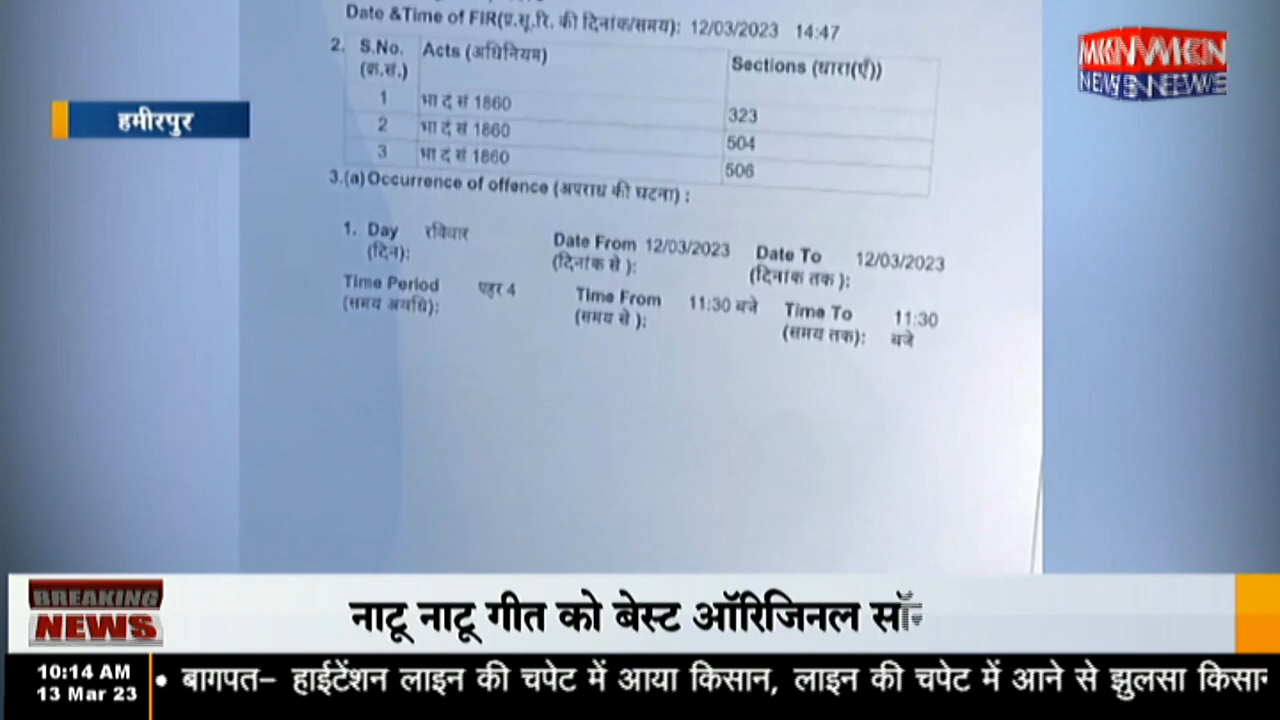 Date &Time of FIR(प्र.सू.रि. की दिनांक/समय): 12/03/2023 14:47
2. S.No. (क्र.सं.) Acts (अधिनियम) Sections (धारा(एँ))
1 भा दं सं 1860 323
2 भा दं सं 1860 504
3 भा दं सं 1860 506
3.(a) Occurrence of offence (अपराध की घटना) :
1. Day (दिन): रविवार Date From (दिनांक से ): 12/03/2023 Date To (दिनांक तक ): 12/03/2023
Time Period (समय अवधि): पहर 4 Time From (समय से ): 11:30 बजे Time To (समय तक): 11:30 बजे
हमीरपुर
BREAKING
NEWS
नाटू नाटू गीत को बेस्ट ऑरिजिनल
10:14 AM
13 Mar 23
• बागपत– हाईटेंशन लाइन की चपेट में आया किसान, लाइन की चपेट में आने से झुलसा किसान